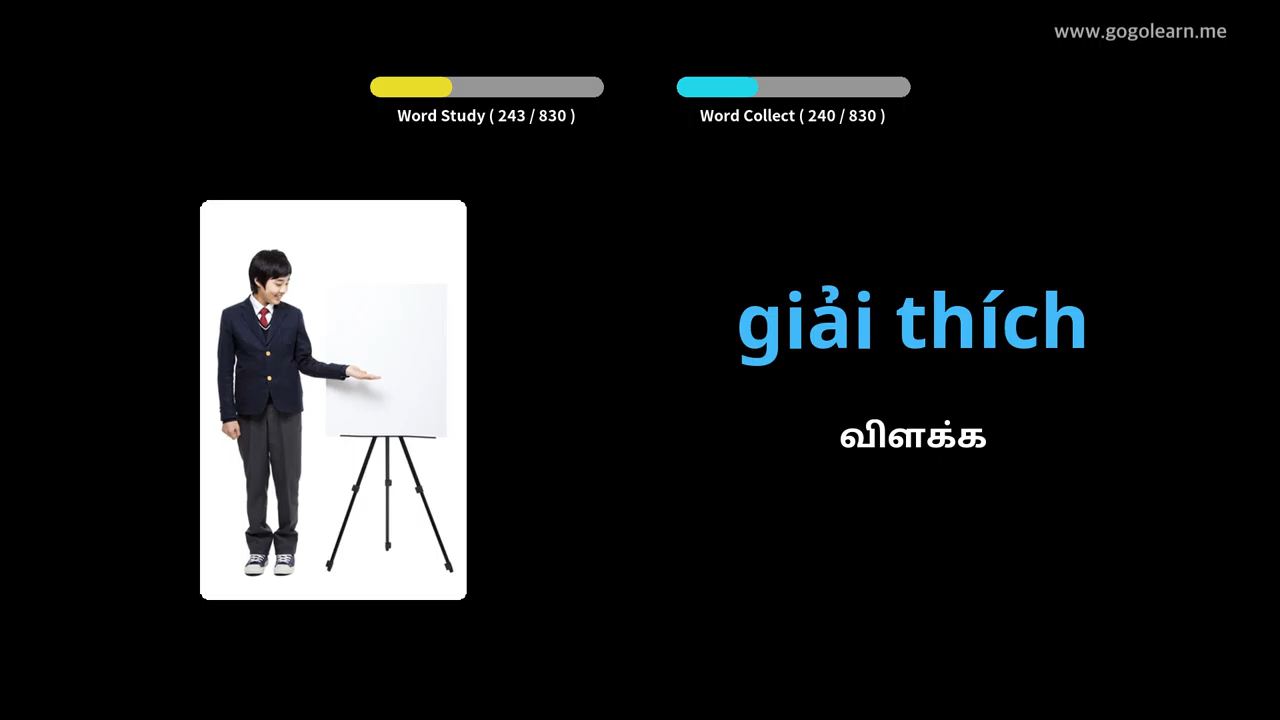 www.gogolearn.me
Word Study ( 243 / 830 )
Word Collect ( 240 / 830 )
giải thích
விளக்க